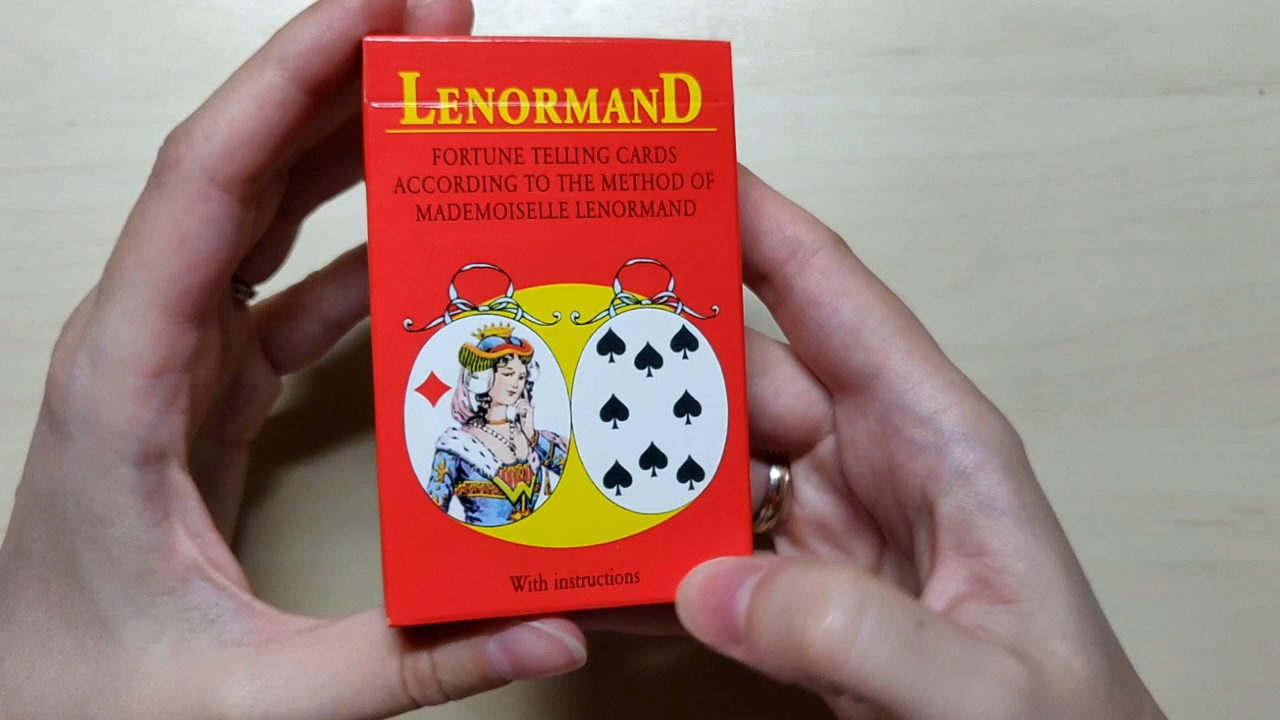 LENORMAND
FORTUNE TELLING CARDS
ACCORDING TO THE METHOD OF
MADEMOISELLE LENORMAND
W
With instructions